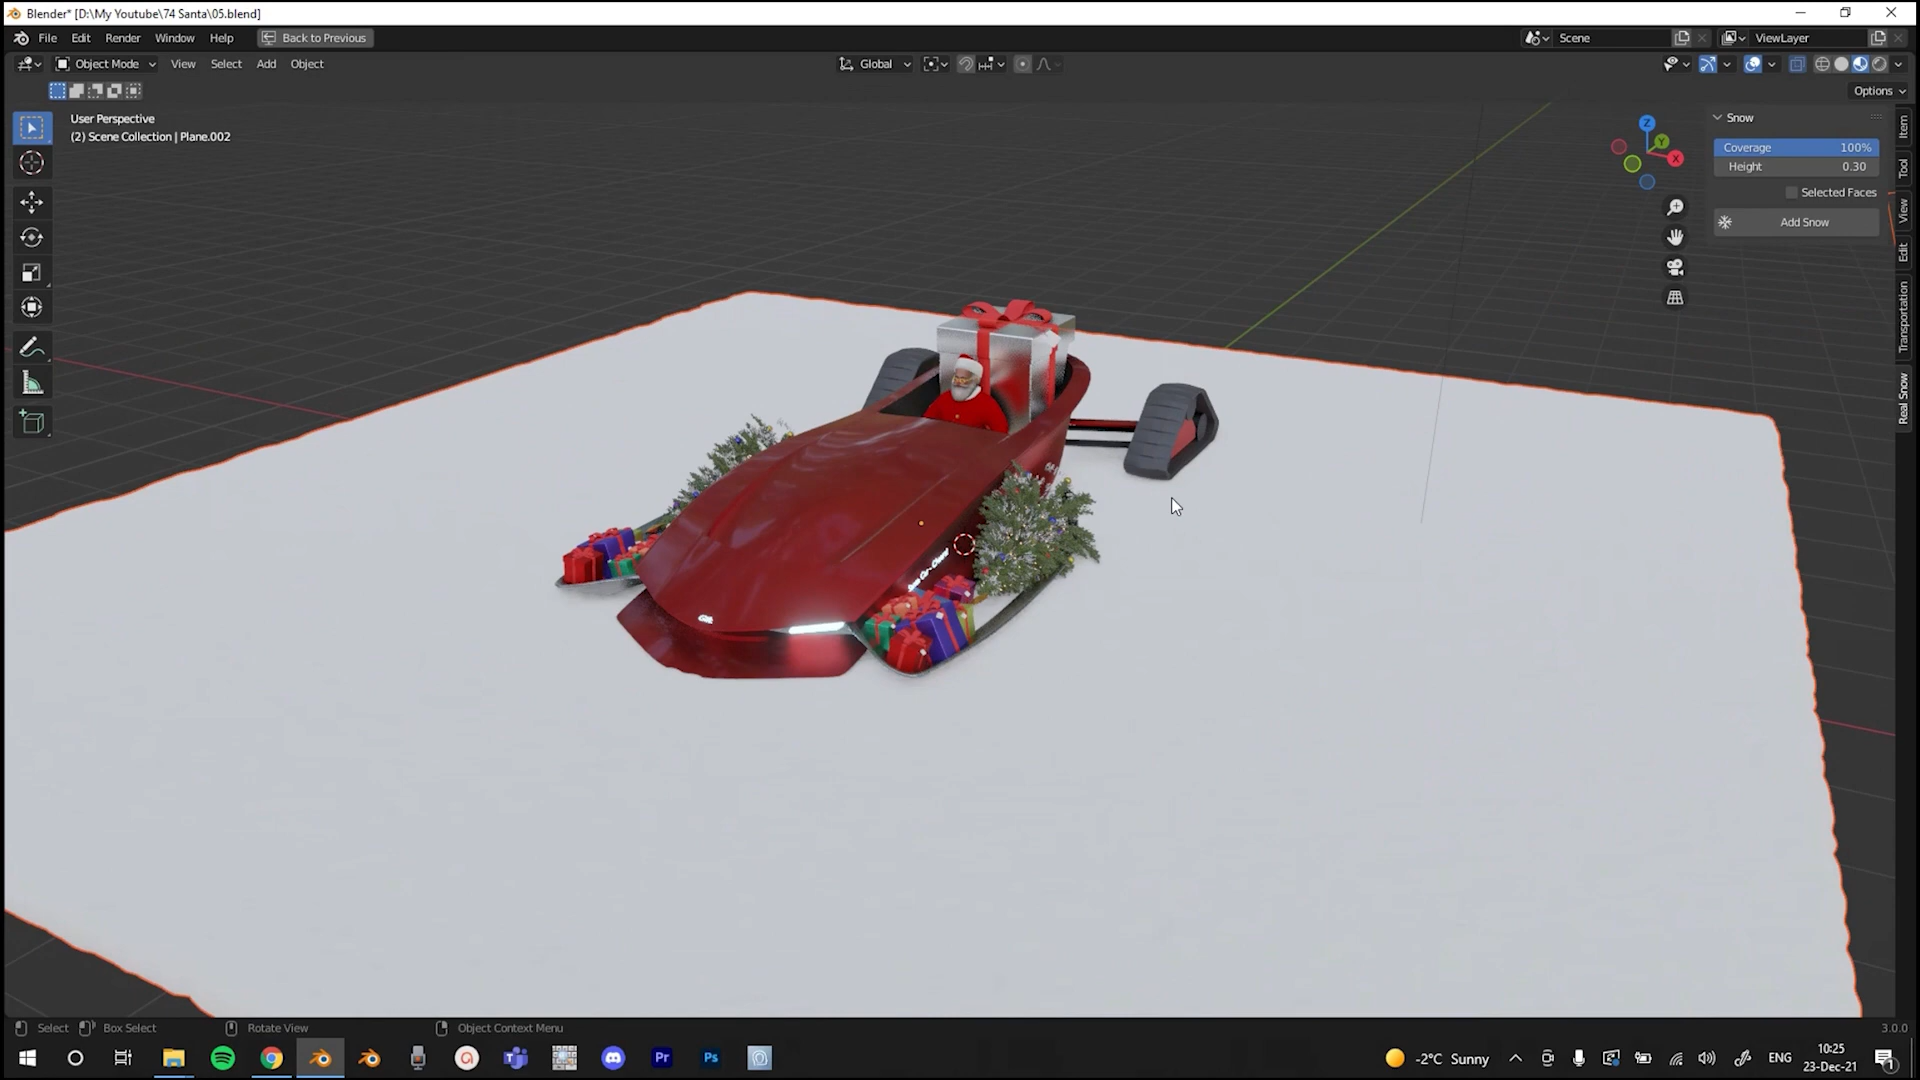 Blender* [D:\My Youtube\74 Santa\05.blend]
File Edit Render Window Help Back to Previous Scene ViewLayer
Object Mode View Select Add Object Global
Options
User Perspective
(2) Scene Collection | Plane.002
Z
Y
X
Snow
Coverage 100%
Height 0.30
Selected Faces
Add Snow
Item
Tool
View
Edit
Transportation
Real Snow
Select Box Select Rotate View Object Context Menu 3.0.0
Pr
Ps
-2°C Sunny
ENG
10:25
23-Dec-21
1